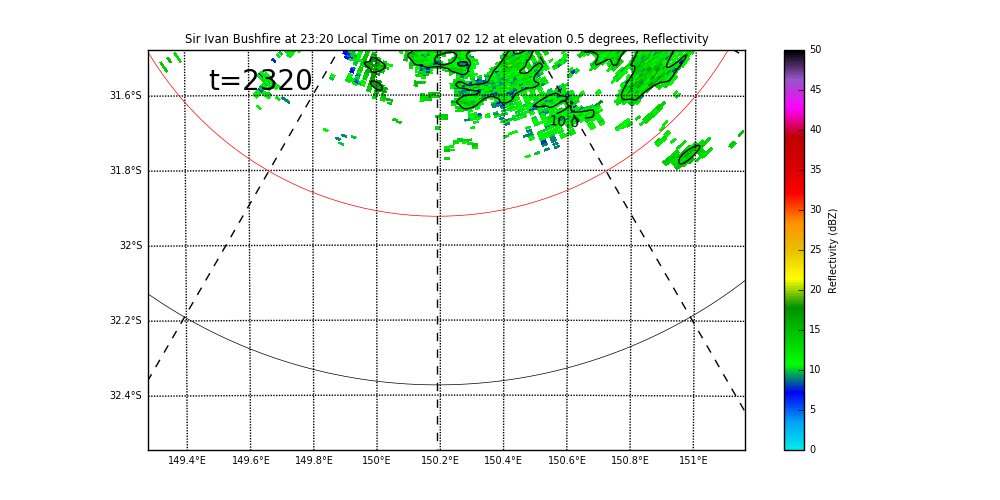 Sir Ivan Bushfire at 23:20 Local Time on 2017 02 12 at elevation 0.5 degrees, Reflectivity
t=2320
10.0
31.6°S
31.8°S
32°S
32.2°S
32.4°S
149.4°E 149.6°E 149.8°E 150°E 150.2°E 150.4°E 150.6°E 150.8°E 151°E
50
45
40
35
30
25
20
15
10
5
0
Reflectivity (dBZ)